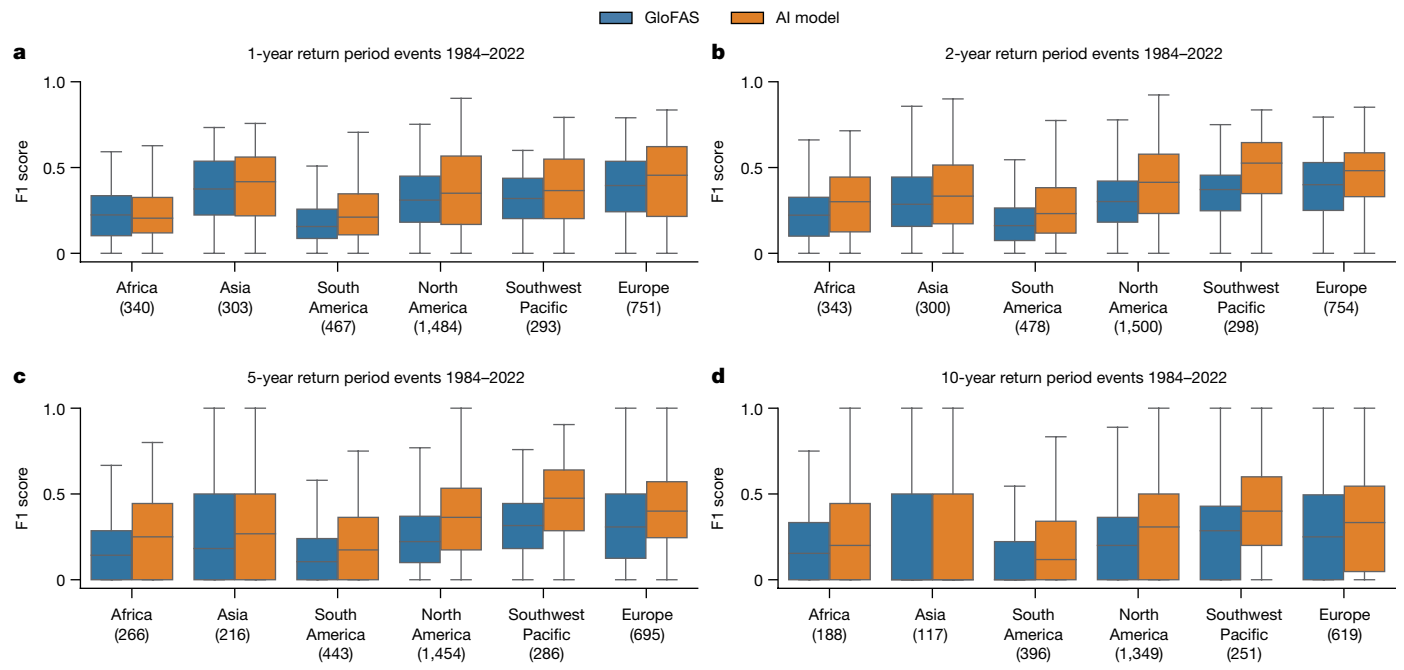 GloFAS AI model
a 1-year return period events 1984–2022
1.0
0.5
0
F1 score
Africa
(340)
Asia
(303)
South
America
(467)
North
America
(1,484)
Southwest
Pacific
(293)
Europe
(751)
b 2-year return period events 1984–2022
1.0
0.5
0
F1 score
Africa
(343)
Asia
(300)
South
America
(478)
North
America
(1,500)
Southwest
Pacific
(298)
Europe
(754)
c 5-year return period events 1984–2022
1.0
0.5
0
F1 score
Africa
(266)
Asia
(216)
South
America
(443)
North
America
(1,454)
Southwest
Pacific
(286)
Europe
(695)
d 10-year return period events 1984–2022
1.0
0.5
0
F1 score
Africa
(188)
Asia
(117)
South
America
(396)
North
America
(1,349)
Southwest
Pacific
(251)
Europe
(619)